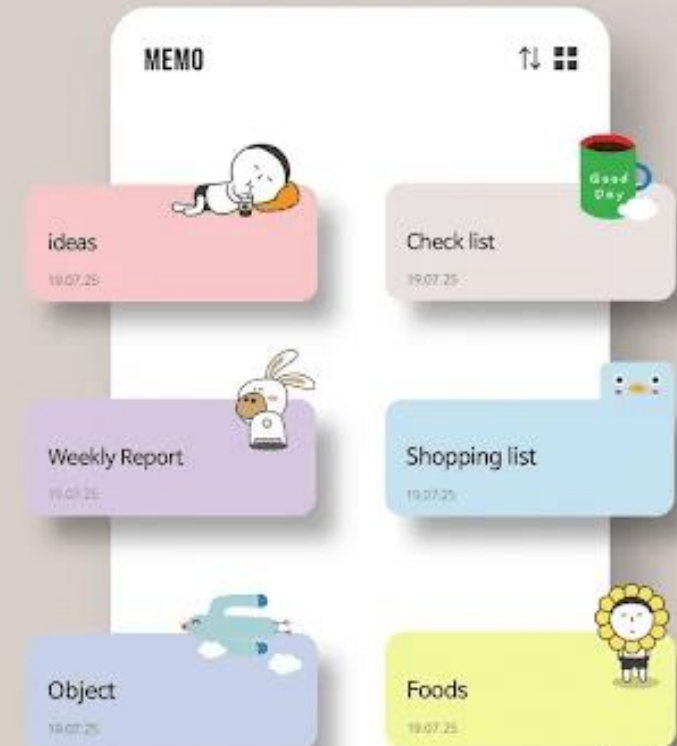 MEMO
ideas
19.07.25
Good
Day
Check list
19.07.25
Weekly Report
19.07.25
Shopping list
19.07.25
Object
19.07.25
Foods
19.07.25